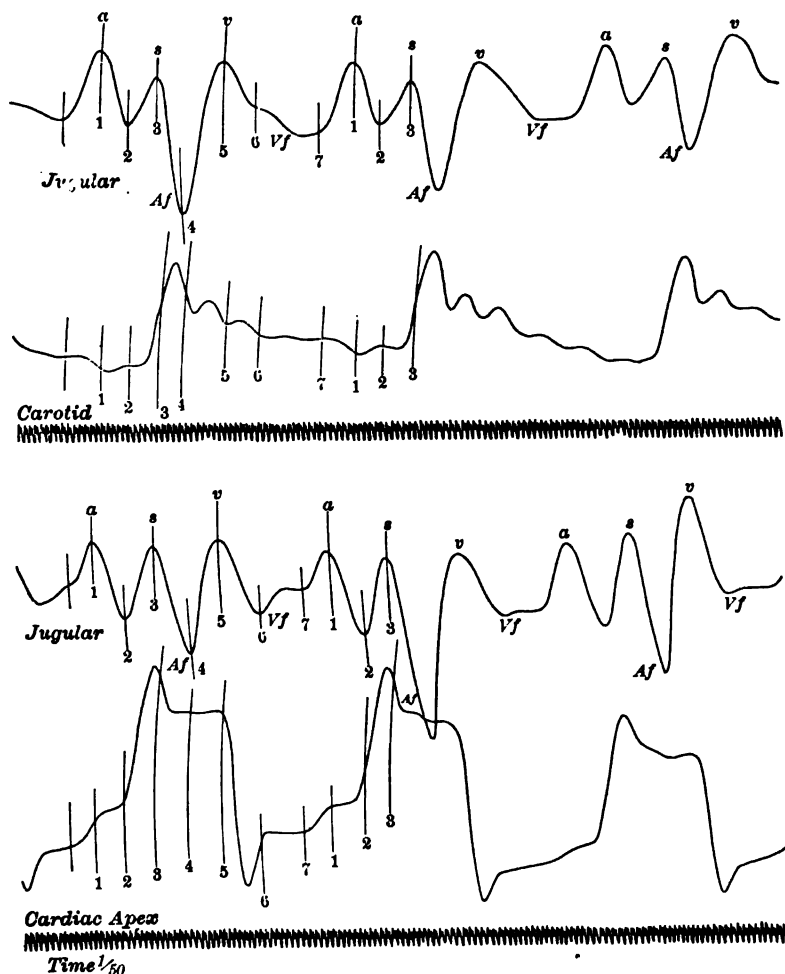 a a
s s v a s v
v
1 2 3 5 6 Vf 7 1 2 3 Vf
Jugular Af 4 Af Af
1 2 3 4 5 6 7 1 2 3
Carotid
a s v a s v a s v
1 3 5 6 Vf 7 1 3 Vf Vf
Jugular 2 Af 4 2 Af Af
1 2 3 4 5 6 7 1 2 3
Cardiac Apex
Time 1/50